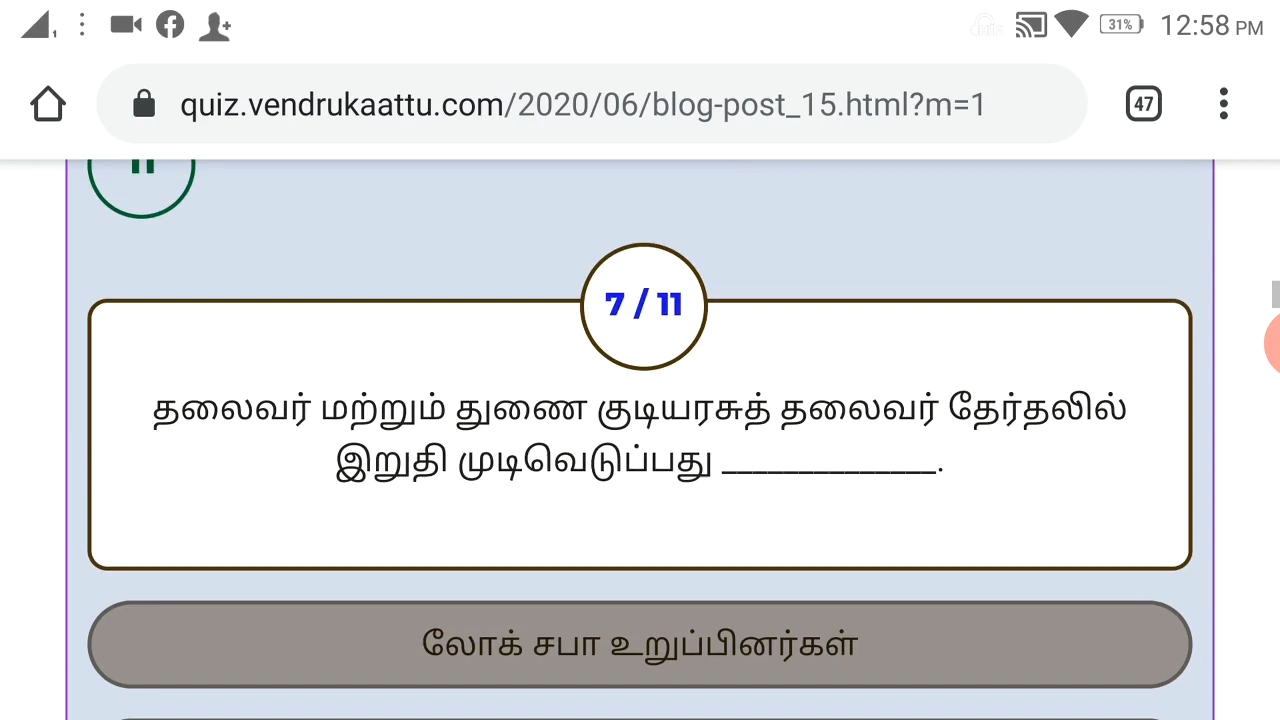 31% 12:58 PM
quiz.vendrukaattu.com/2020/06/blog-post_15.html?m=1
47
7 / 11
தலைவர் மற்றும் துணை குடியரசுத் தலைவர் தேர்தலில்
இறுதி முடிவெடுப்பது ______________.
லோக் சபா உறுப்பினர்கள்